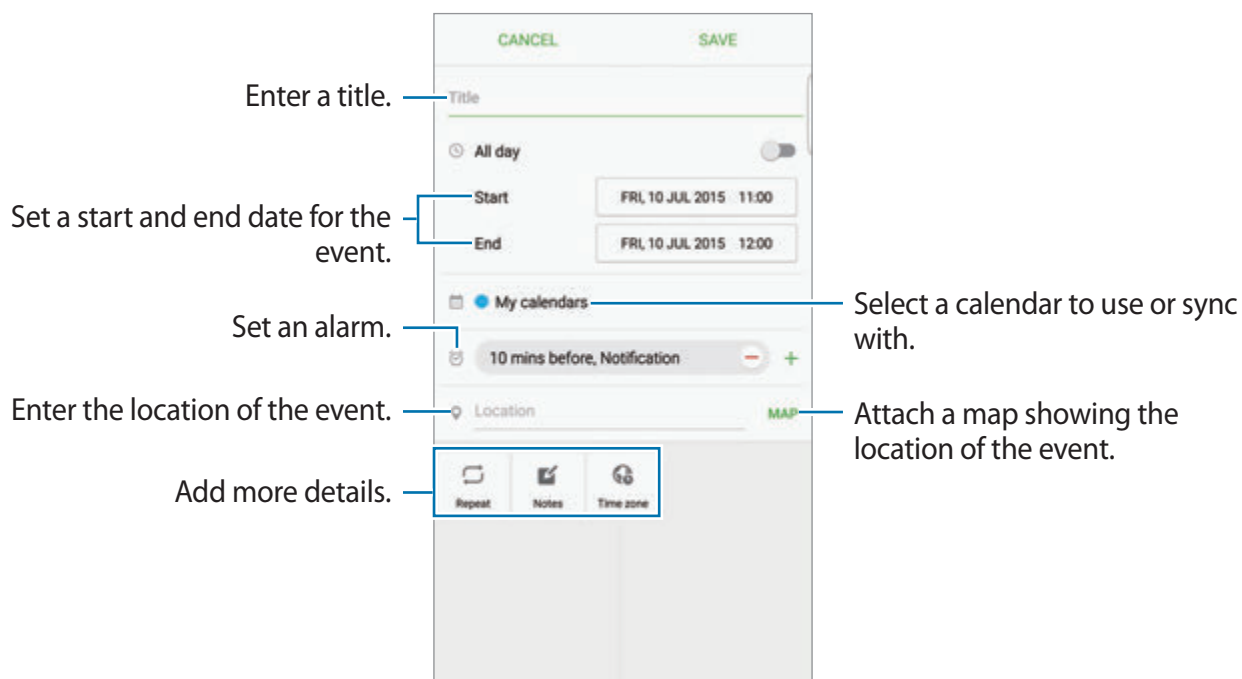 CANCEL SAVE
Enter a title.
Title
All day
Start FRI, 10 JUL 2015 11:00
Set a start and end date for the
event.
End FRI, 10 JUL 2015 12:00
My calendars
Select a calendar to use or sync
with.
Set an alarm.
10 mins before, Notification
Enter the location of the event.
Location MAP
Attach a map showing the
location of the event.
Add more details.
Repeat Notes Time zone